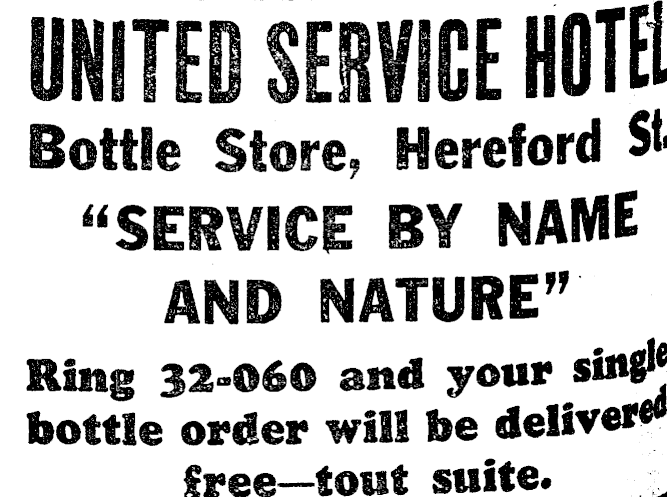 UNITED SERVICE HOTEL
Bottle Store, Hereford St.
“SERVICE BY NAME
AND NATURE”
Ring 32-060 and your single
bottle order will be delivered
free—tout suite.